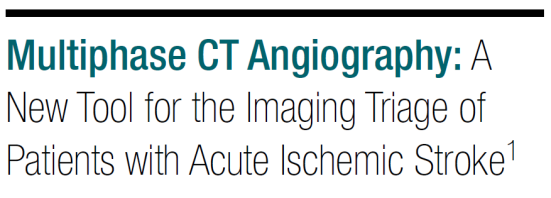 Multiphase CT Angiography: A
New Tool for the Imaging Triage of
Patients with Acute Ischemic Stroke¹